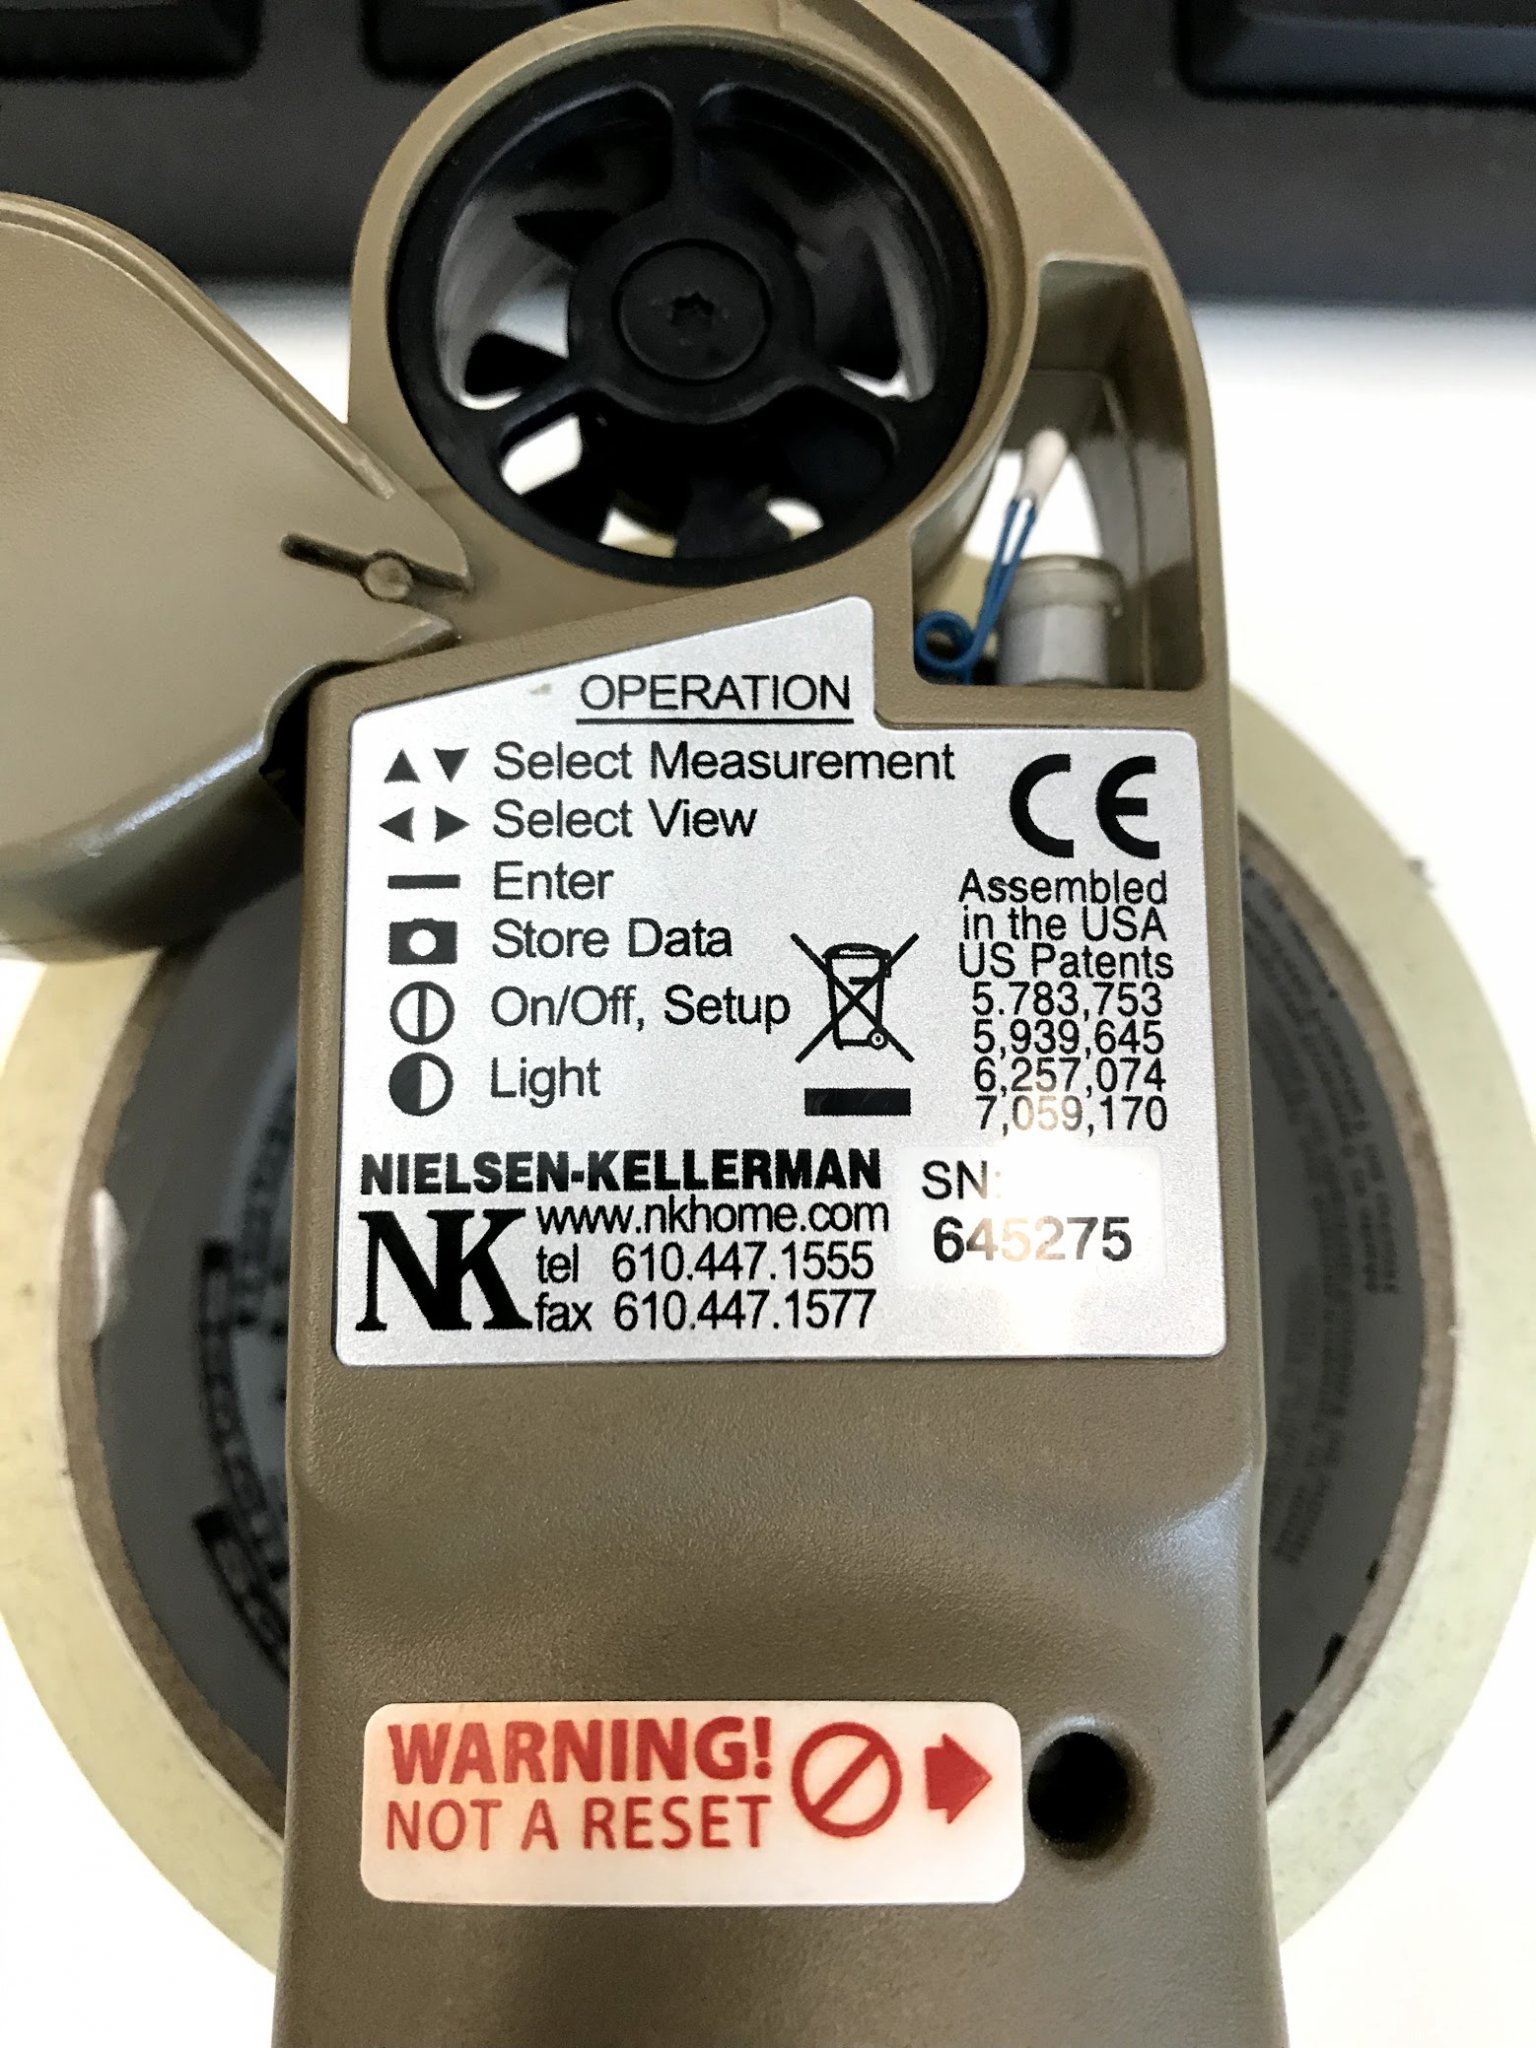 OPERATION
Select Measurement
Select View
Enter
Store Data
On/Off, Setup
Light
CE
Assembled
in the USA
US Patents
5.783,753
5,939,645
6,257,074
7,059,170
NIELSEN-KELLERMAN
NK
www.nkhome.com
tel 610.447.1555
fax 610.447.1577
SN:
645275
WARNING!
NOT A RESET